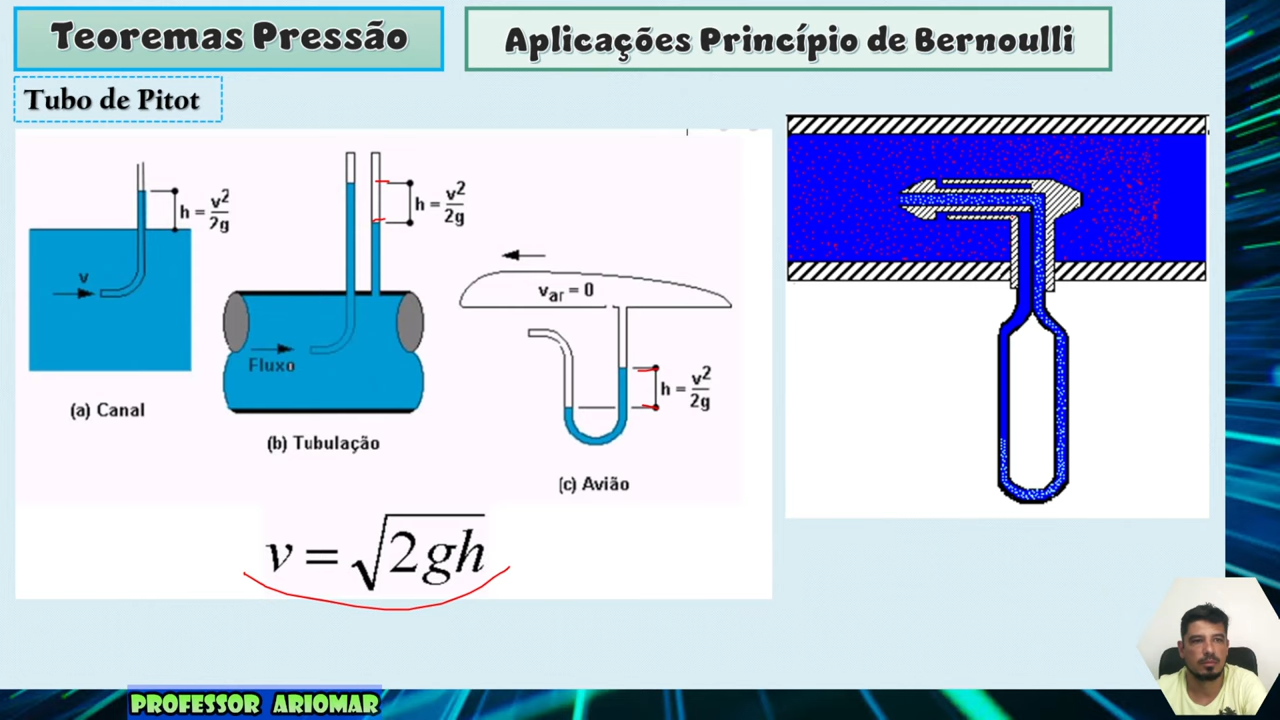 Teoremas Pressão
Aplicações Princípio de Bernoulli
Tubo de Pitot
h = v²/2g
v
(a) Canal
h = v²/2g
Fluxo
(b) Tubulação
v_ar = 0
h = v²/2g
(c) Avião
v = √2gh
PROFESSOR ARIOMAR